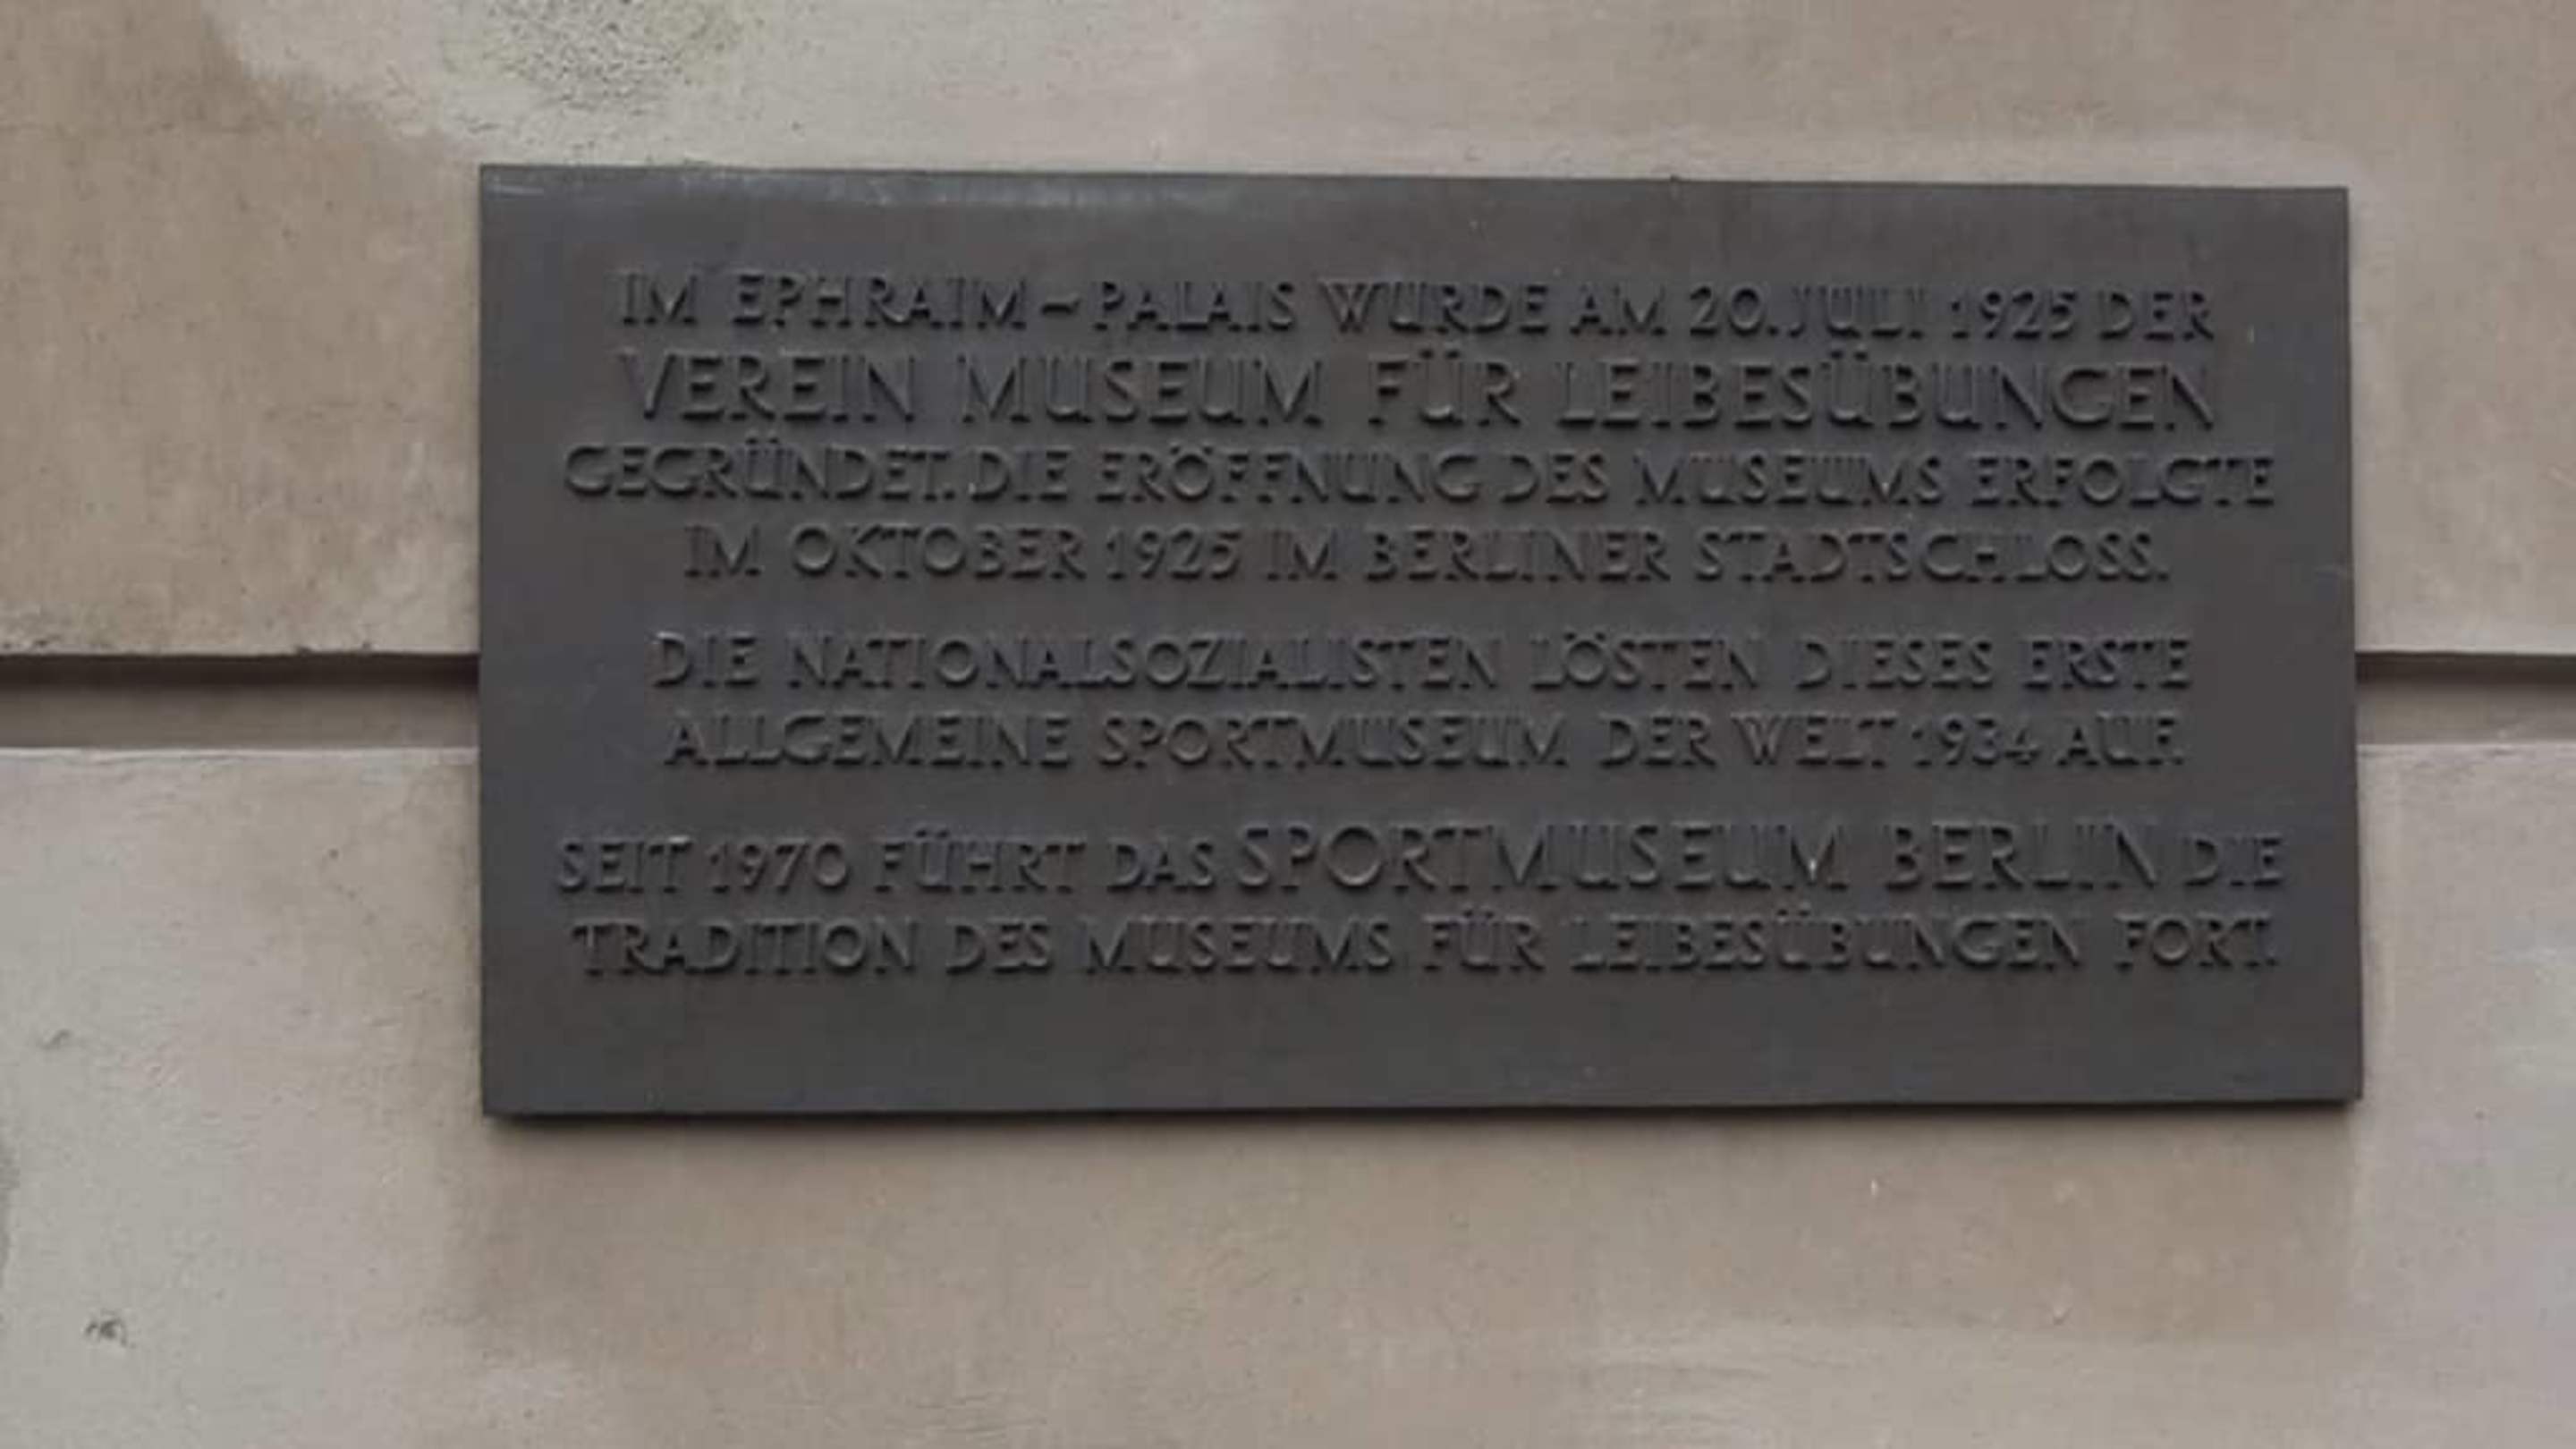 IM EPHRAIM-PALAIS WURDE AM 20. JULI 1925 DER
VEREIN MUSEUM FÜR LEIBESÜBUNGEN
GEGRÜNDET. DIE ERÖFFNUNG DES MUSEUMS ERFOLGTE
IM OKTOBER 1925 IM BERLINER STADTSCHLOSS.
DIE NATIONALSOZIALISTEN LÖSTEN DIESES ERSTE
ALLGEMEINE SPORTMUSEUM DER WELT 1934 AUF.
SEIT 1970 FÜHRT DAS SPORTMUSEUM BERLIN DIE
TRADITION DES MUSEUMS FÜR LEIBESÜBUNGEN FORT.